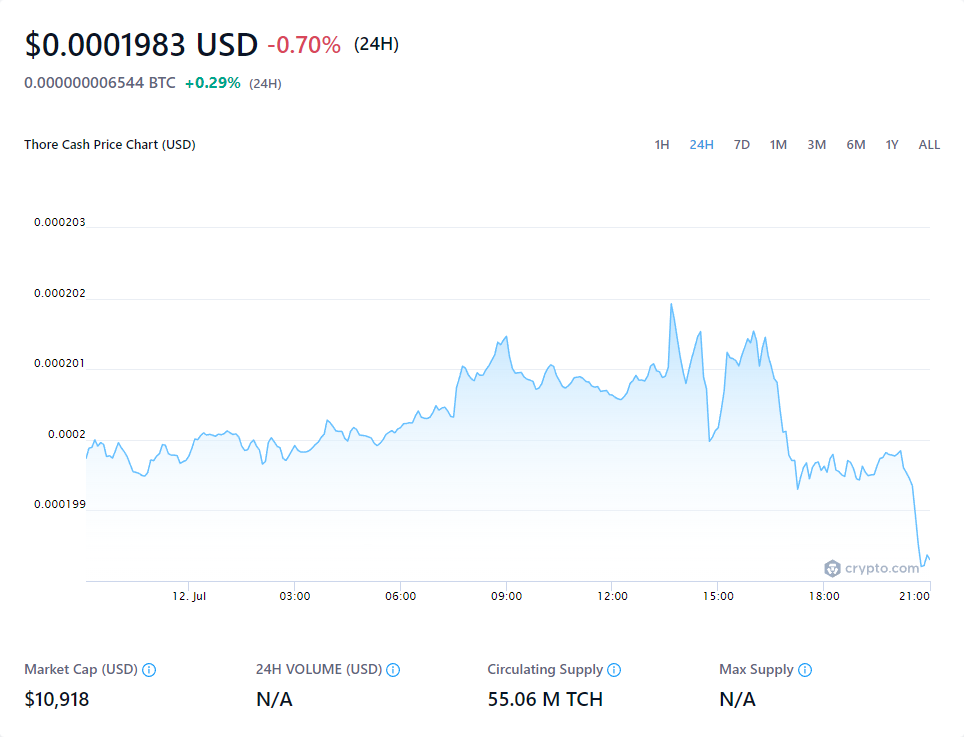 $0.0001983 USD -0.70% (24H)
0.000000006544 BTC +0.29% (24H)
Thore Cash Price Chart (USD)
1H 24H 7D 1M 3M 6M 1Y ALL
0.000203
0.000202
0.000201
0.0002
0.000199
crypto.com
12. Jul 03:00 06:00 09:00 12:00 15:00 18:00 21:00
Market Cap (USD) 24H VOLUME (USD) Circulating Supply Max Supply
$10,918 N/A 55.06 M TCH N/A